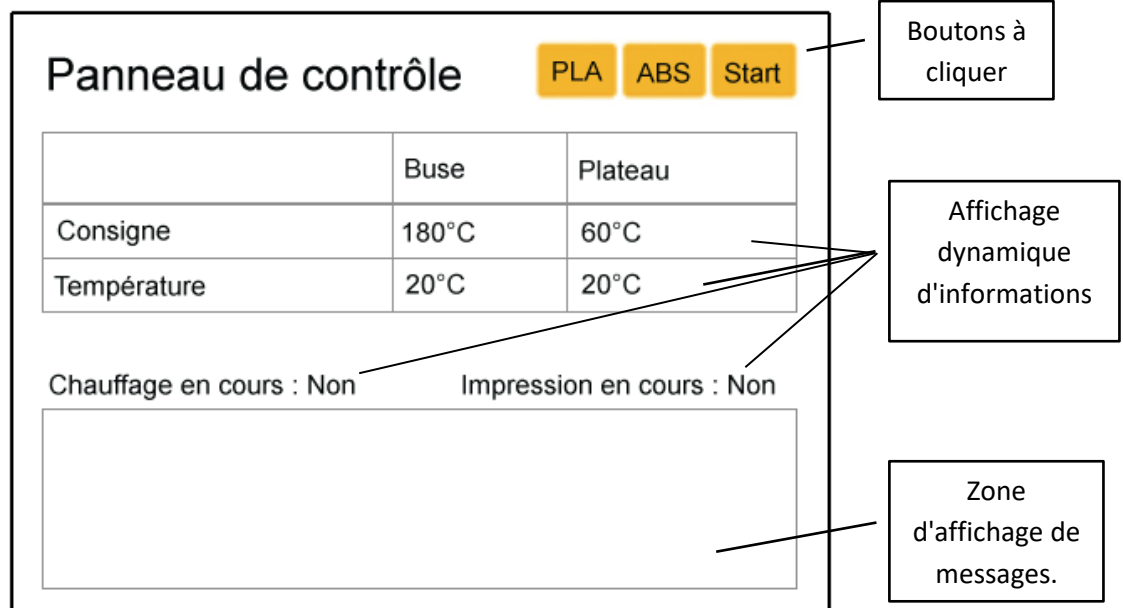 Panneau de contrôle
PLA ABS Start
Boutons à
cliquer
Buse Plateau
Consigne 180°C 60°C
Température 20°C 20°C
Affichage
dynamique
d'informations
Chauffage en cours : Non Impression en cours : Non
Zone
d'affichage de
messages.